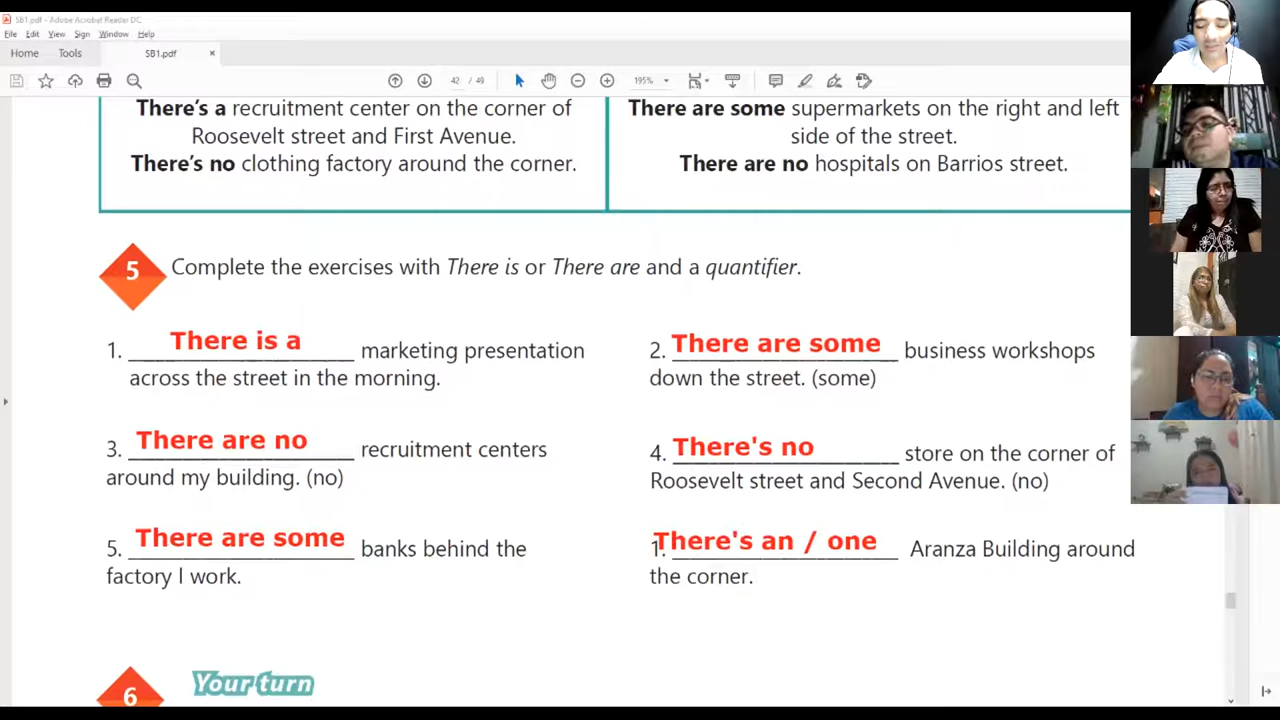 SB1.pdf - Adobe Acrobat Reader DC
File Edit View Sign Window Help
Home Tools SB1.pdf ×
42 / 49 195%
There's a recruitment center on the corner of
Roosevelt street and First Avenue.
There's no clothing factory around the corner.
There are some supermarkets on the right and left
side of the street.
There are no hospitals on Barrios street.
5 Complete the exercises with There is or There are and a quantifier.
1. There is a marketing presentation
across the street in the morning.
2. There are some business workshops
down the street. (some)
3. There are no recruitment centers
around my building. (no)
4. There's no store on the corner of
Roosevelt street and Second Avenue. (no)
5. There are some banks behind the
factory I work.
1. There's an / one Aranza Building around
the corner.
6 Your turn